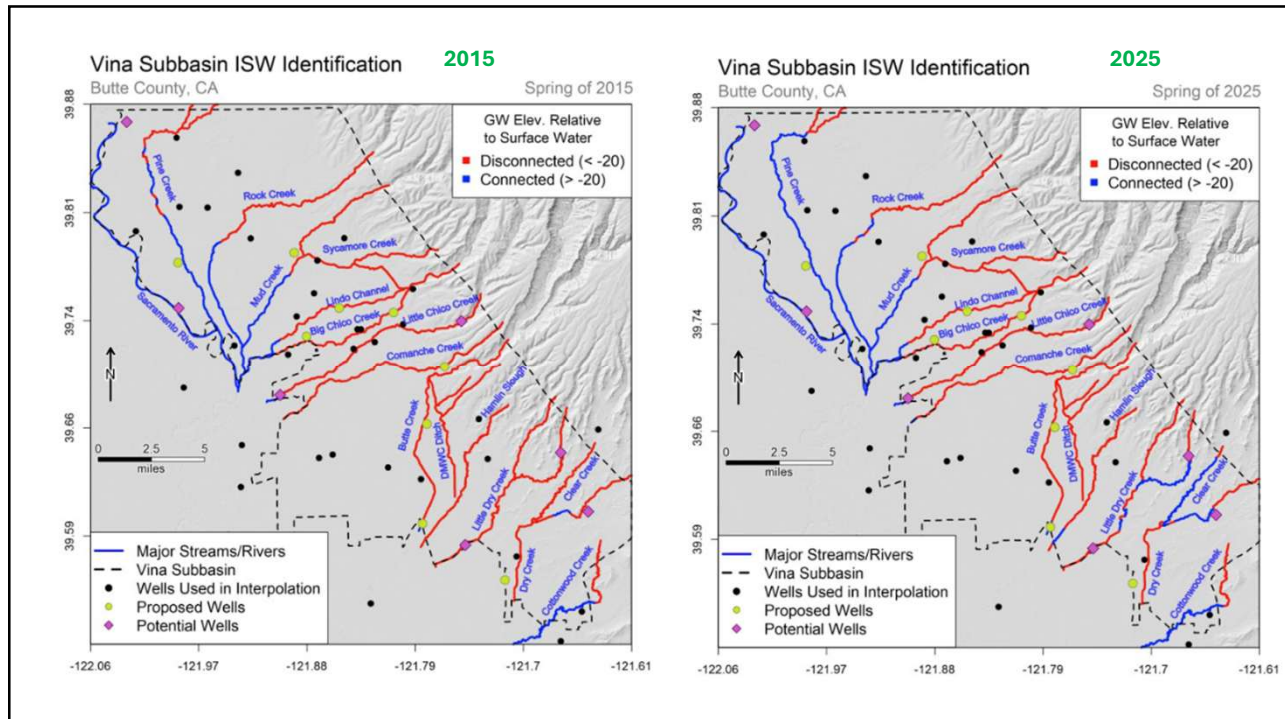 Vina Subbasin ISW Identification
2015
Butte County, CA
Spring of 2015
GW Elev. Relative
to Surface Water
Disconnected (< -20)
Connected (> -20)
Pine Creek
Rock Creek
Sycamore Creek
Mud Creek
Lindo Channel
Sacramento River
Big Chico Creek
Little Chico Creek
Comanche Creek
Hamlin Slough
Butte Creek
DMWC Ditch
Clear Creek
Little Dry Creek
Dry Creek
Cottonwood Creek
N
0 2.5 5
miles
Major Streams/Rivers
Vina Subbasin
Wells Used in Interpolation
Proposed Wells
Potential Wells
39.88
39.81
39.74
39.66
39.59
-122.06 -121.97 -121.88 -121.79 -121.7 -121.61
Vina Subbasin ISW Identification
2025
Butte County, CA
Spring of 2025
GW Elev. Relative
to Surface Water
Disconnected (< -20)
Connected (> -20)
Pine Creek
Rock Creek
Sycamore Creek
Mud Creek
Lindo Channel
Sacramento River
Big Chico Creek
Little Chico Creek
Comanche Creek
Hamlin Slough
Butte Creek
DMWC Ditch
Clear Creek
Little Dry Creek
Dry Creek
Cottonwood Creek
N
0 2.5 5
miles
Major Streams/Rivers
Vina Subbasin
Wells Used in Interpolation
Proposed Wells
Potential Wells
39.88
39.81
39.74
39.66
39.59
-122.06 -121.97 -121.88 -121.79 -121.7 -121.61